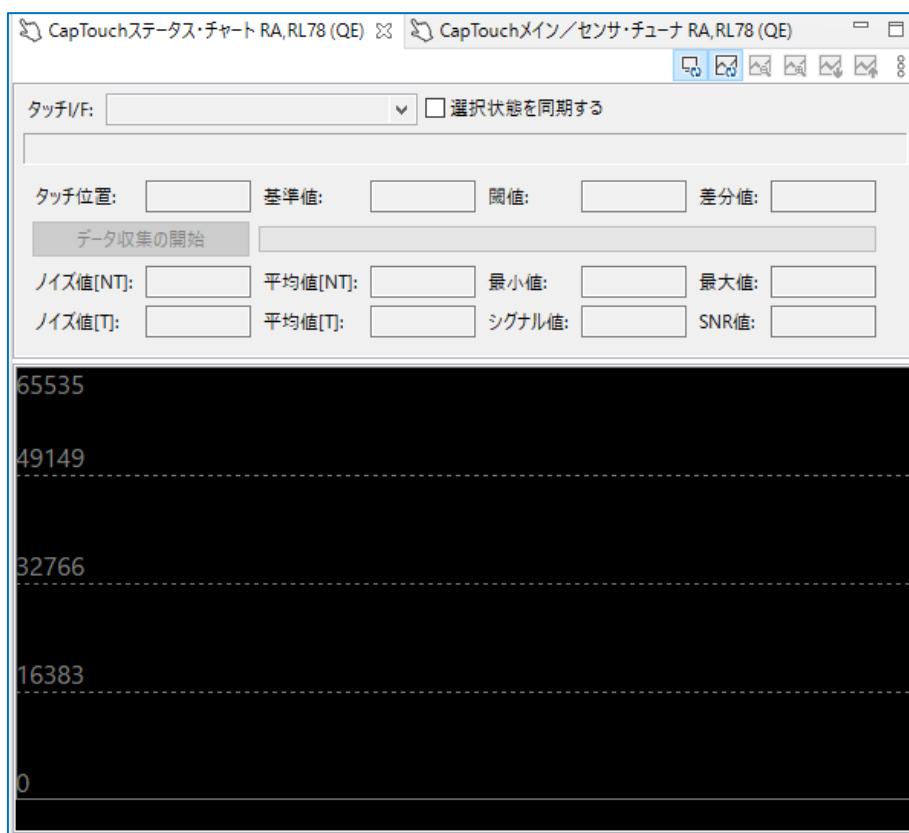 CapTouchステータス・チャート RA,RL78 (QE) CapTouchメイン／センサ・チューナ RA,RL78 (QE)
タッチI/F: 選択状態を同期する
タッチ位置: 基準値: 閾値: 差分値:
データ収集の開始
ノイズ値[NT]: 平均値[NT]: 最小値: 最大値:
ノイズ値[T]: 平均値[T]: シグナル値: SNR値:
65535
49149
32766
16383
0